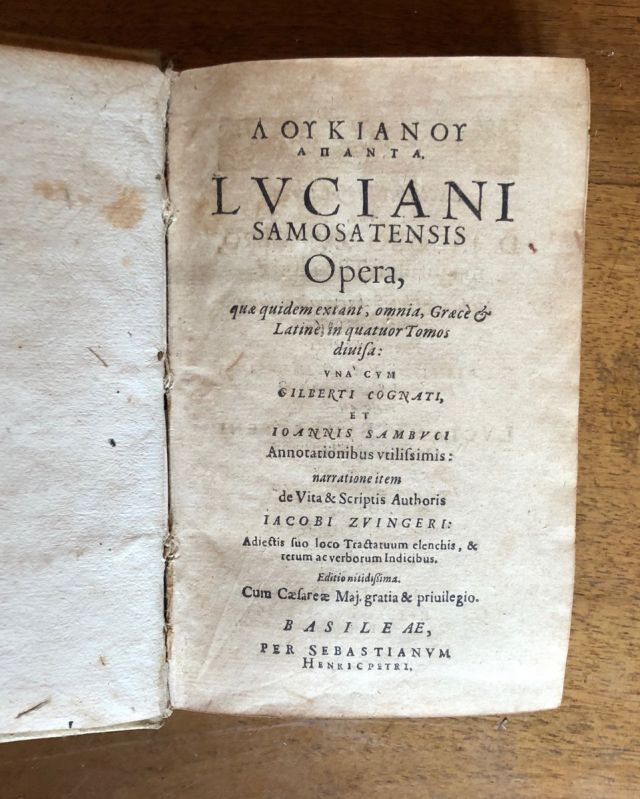 ΛΟΥΚΙΑΝΟΥ
ΑΠΑΝΤΑ.
LVCIANI
SAMOSATENSIS
Opera,
quæ quidem extant, omnia, Græcè &
Latinè, in quatuor Tomos
diuiſa:
VNA' CVM
GILBERTI COGNATI,
ET
IOANNIS SAMBVCI
Annotationibus vtiliſsimis:
narratione item
de Vita & Scriptis Authoris
IACOBI ZVINGERI:
Adiectis ſuo loco Tractatuum elenchis, &
rerum ac verborum Indicibus.
Editio nitidiſſima.
Cum Cæſareæ Maj. gratia & priuilegio.
BASILEAE,
PER SEBASTIANVM
HENRICPETRI.